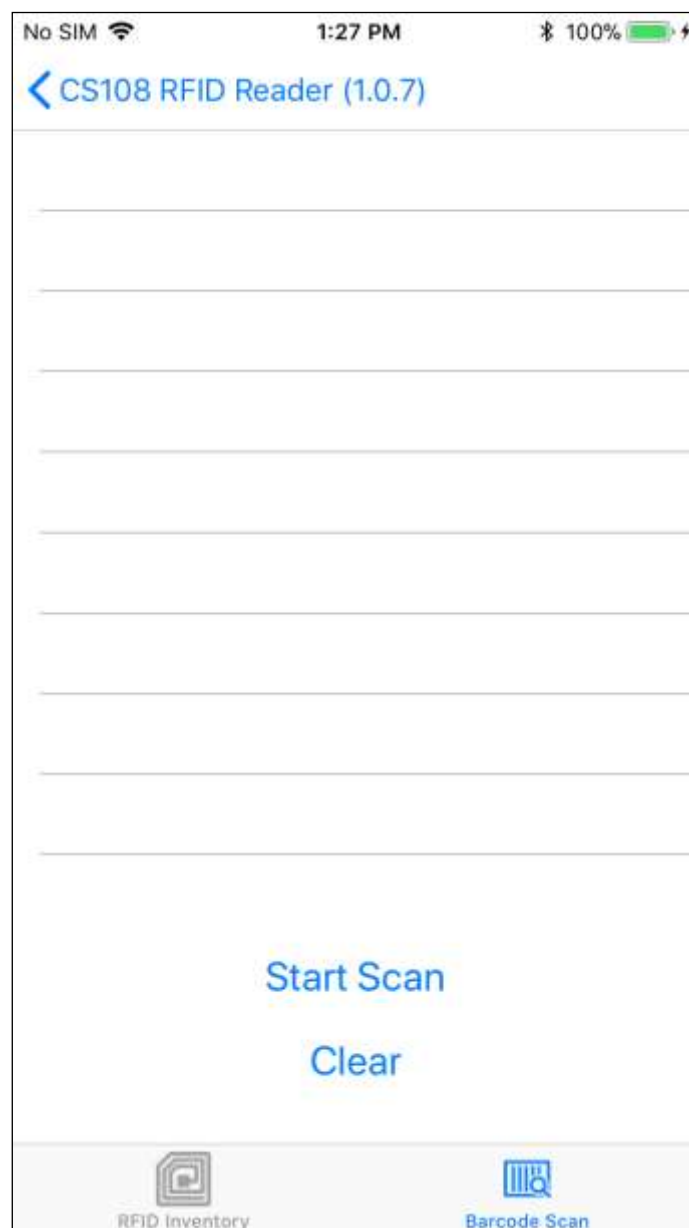 No SIM 1:27 PM 100%
CS108 RFID Reader (1.0.7)
Start Scan
Clear
RFID Inventory Barcode Scan